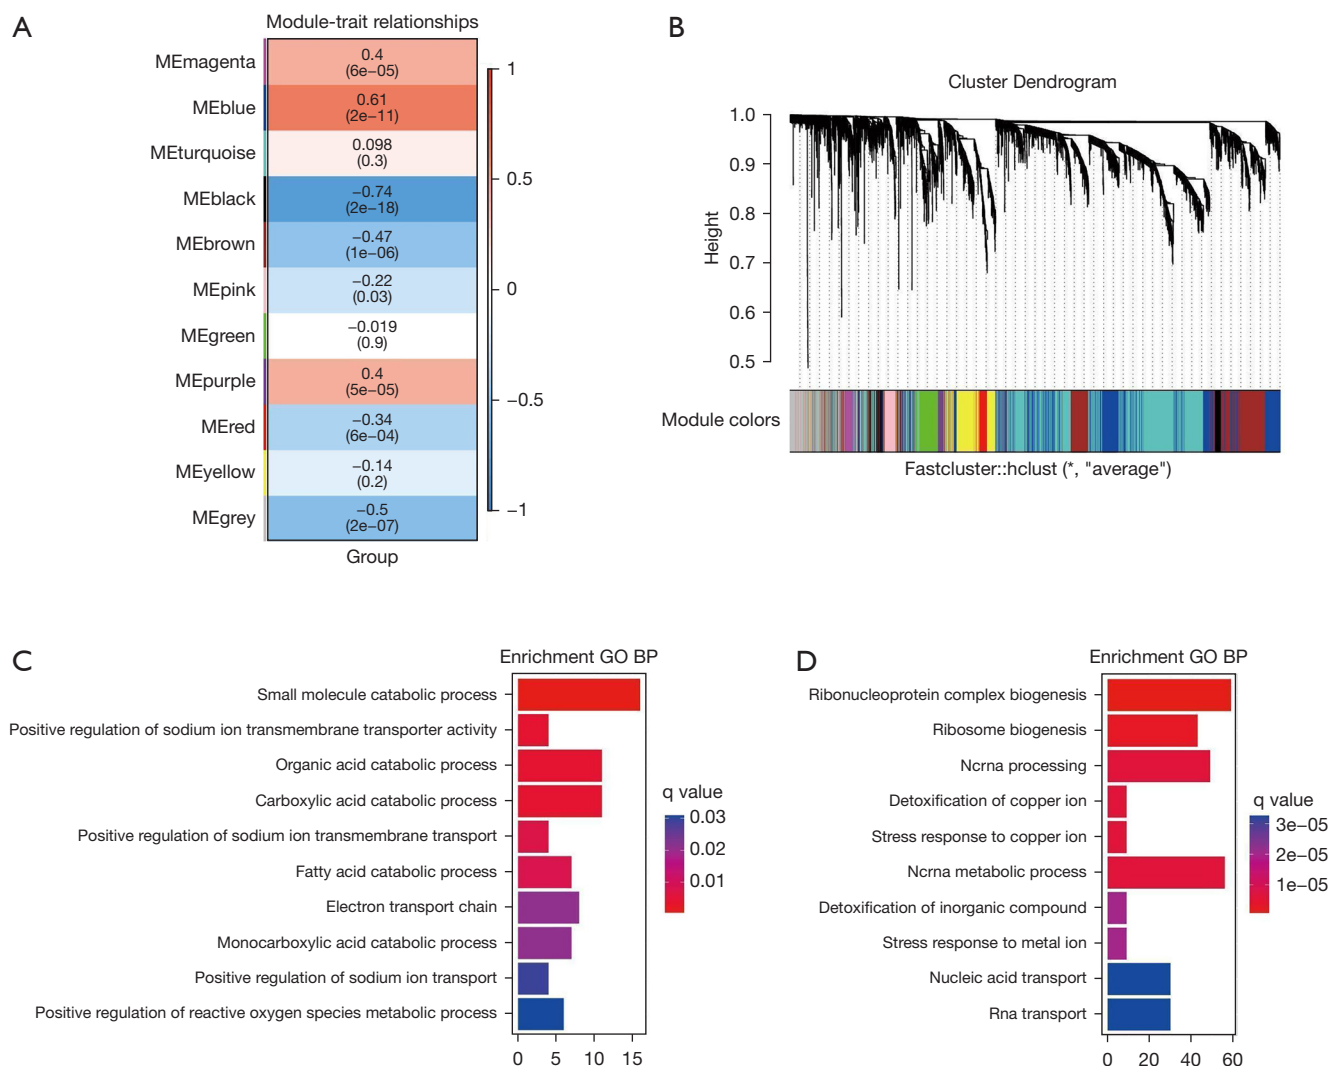 A
Module-trait relationships
MEmagenta
0.4
(6e−05)
MEblue
0.61
(2e−11)
MEturquoise
0.098
(0.3)
MEblack
−0.74
(2e−18)
MEbrown
−0.47
(1e−06)
MEpink
−0.22
(0.03)
MEgreen
−0.019
(0.9)
MEpurple
0.4
(5e−05)
MEred
−0.34
(6e−04)
MEyellow
−0.14
(0.2)
MEgrey
−0.5
(2e−07)
Group
1
0.5
0
−0.5
−1
B
Cluster Dendrogram
Height
1.0
0.9
0.8
0.7
0.6
0.5
Module colors
Fastcluster::hclust (*, "average")
C
Enrichment GO BP
Small molecule catabolic process
Positive regulation of sodium ion transmembrane transporter activity
Organic acid catabolic process
Carboxylic acid catabolic process
Positive regulation of sodium ion transmembrane transport
Fatty acid catabolic process
Electron transport chain
Monocarboxylic acid catabolic process
Positive regulation of sodium ion transport
Positive regulation of reactive oxygen species metabolic process
0 5 10 15
q value
0.03
0.02
0.01
D
Enrichment GO BP
Ribonucleoprotein complex biogenesis
Ribosome biogenesis
Ncrna processing
Detoxification of copper ion
Stress response to copper ion
Ncrna metabolic process
Detoxification of inorganic compound
Stress response to metal ion
Nucleic acid transport
Rna transport
0 20 40 60
q value
3e−05
2e−05
1e−05